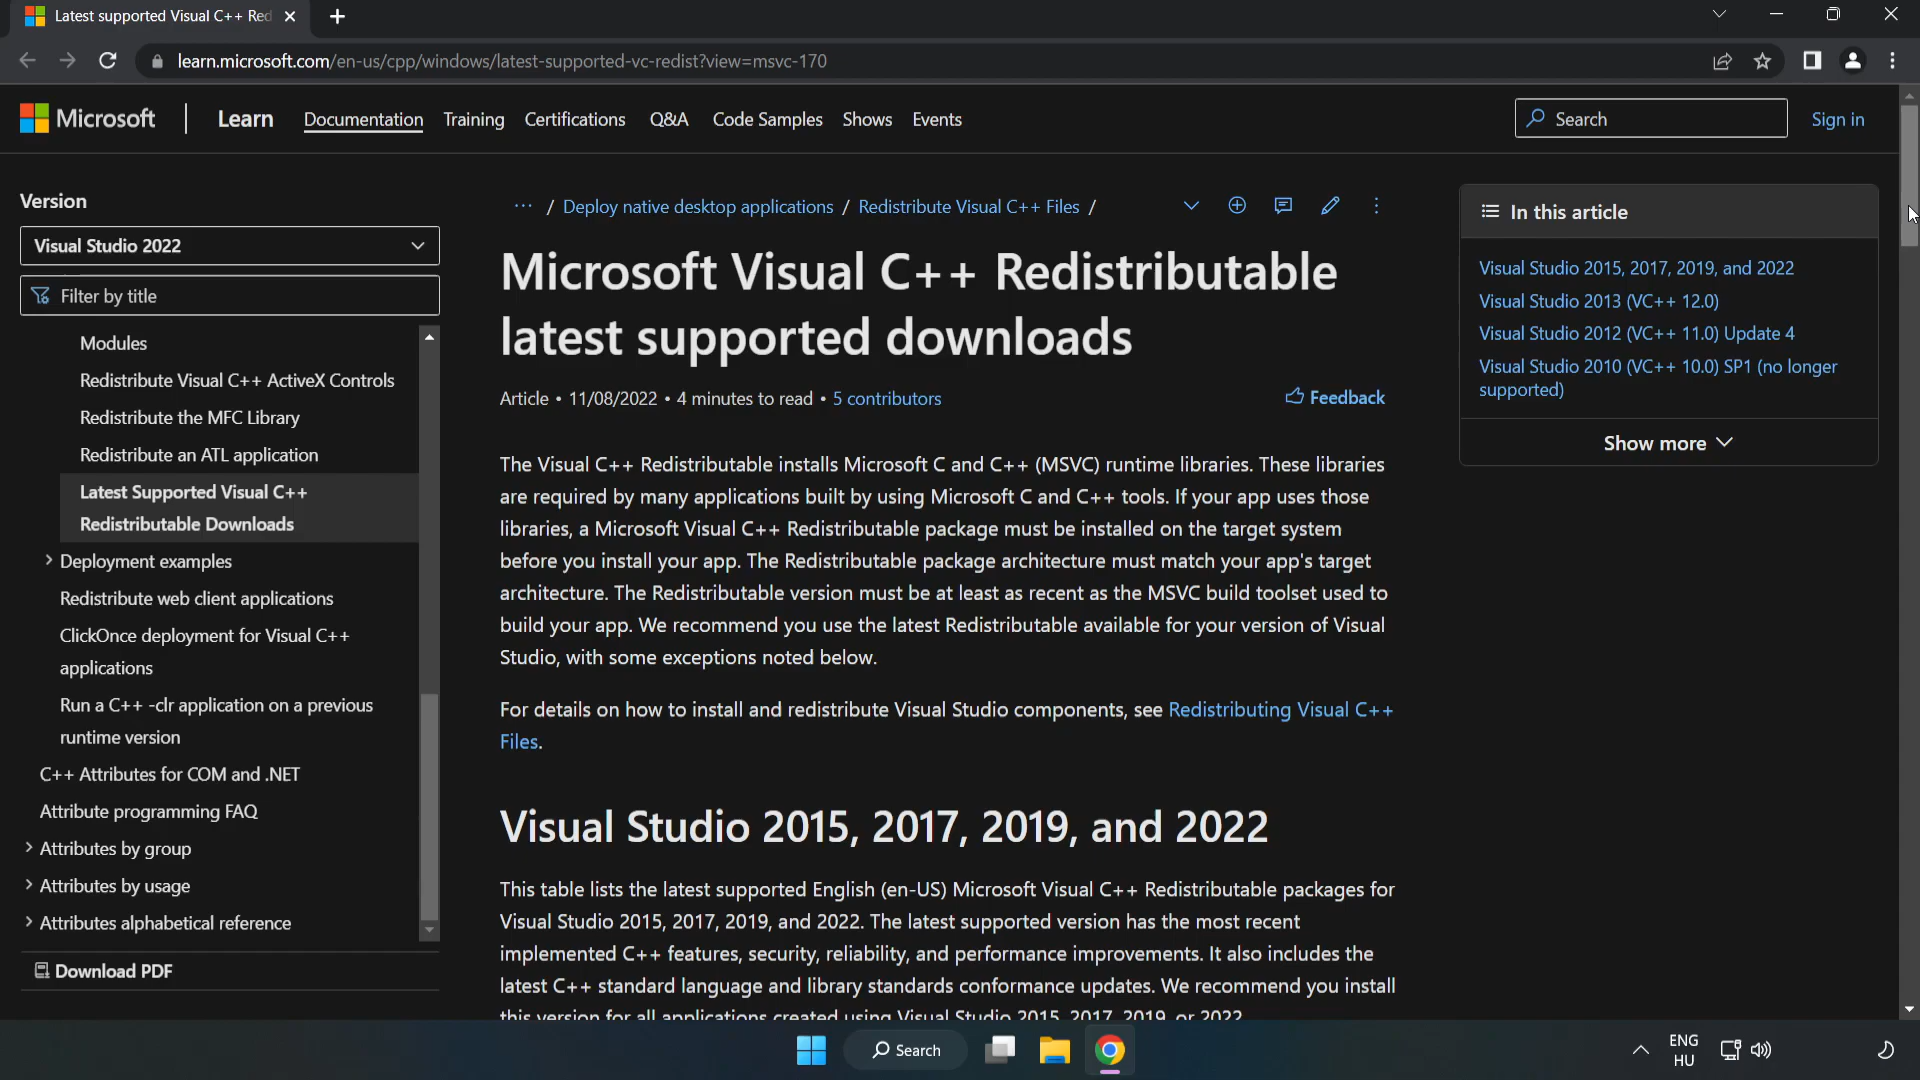 Latest supported Visual C++ Red
learn.microsoft.com/en-us/cpp/windows/latest-supported-vc-redist?view=msvc-170
Microsoft
Learn
Documentation
Training
Certifications
Q&A
Code Samples
Shows
Events
Search
Sign in
Version
Visual Studio 2022
Filter by title
Modules
Redistribute Visual C++ ActiveX Controls
Redistribute the MFC Library
Redistribute an ATL application
Latest Supported Visual C++
Redistributable Downloads
Deployment examples
Redistribute web client applications
ClickOnce deployment for Visual C++
applications
Run a C++ -clr application on a previous
runtime version
C++ Attributes for COM and .NET
Attribute programming FAQ
Attributes by group
Attributes by usage
Attributes alphabetical reference
Download PDF
··· / Deploy native desktop applications / Redistribute Visual C++ Files /
Microsoft Visual C++ Redistributable
latest supported downloads
Article • 11/08/2022 • 4 minutes to read • 5 contributors
Feedback
The Visual C++ Redistributable installs Microsoft C and C++ (MSVC) runtime libraries. These libraries
are required by many applications built by using Microsoft C and C++ tools. If your app uses those
libraries, a Microsoft Visual C++ Redistributable package must be installed on the target system
before you install your app. The Redistributable package architecture must match your app's target
architecture. The Redistributable version must be at least as recent as the MSVC build toolset used to
build your app. We recommend you use the latest Redistributable available for your version of Visual
Studio, with some exceptions noted below.
For details on how to install and redistribute Visual Studio components, see Redistributing Visual C++
Files.
Visual Studio 2015, 2017, 2019, and 2022
This table lists the latest supported English (en-US) Microsoft Visual C++ Redistributable packages for
Visual Studio 2015, 2017, 2019, and 2022. The latest supported version has the most recent
implemented C++ features, security, reliability, and performance improvements. It also includes the
latest C++ standard language and library standards conformance updates. We recommend you install
this version for all applications created using Visual Studio 2015, 2017, 2019, or 2022.
In this article
Visual Studio 2015, 2017, 2019, and 2022
Visual Studio 2013 (VC++ 12.0)
Visual Studio 2012 (VC++ 11.0) Update 4
Visual Studio 2010 (VC++ 10.0) SP1 (no longer
supported)
Show more
Search
ENG
HU